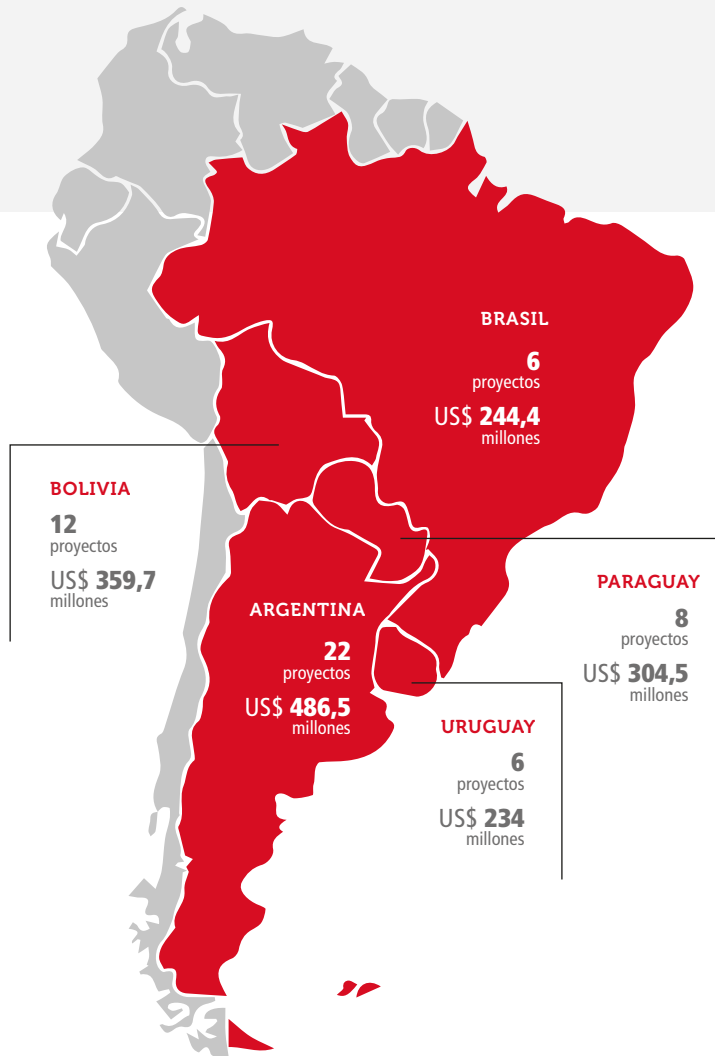 BRASIL
6
proyectos
US$ 244,4
millones
BOLIVIA
12
proyectos
US$ 359,7
millones
PARAGUAY
8
proyectos
US$ 304,5
millones
ARGENTINA
22
proyectos
US$ 486,5
millones
URUGUAY
6
proyectos
US$ 234
millones